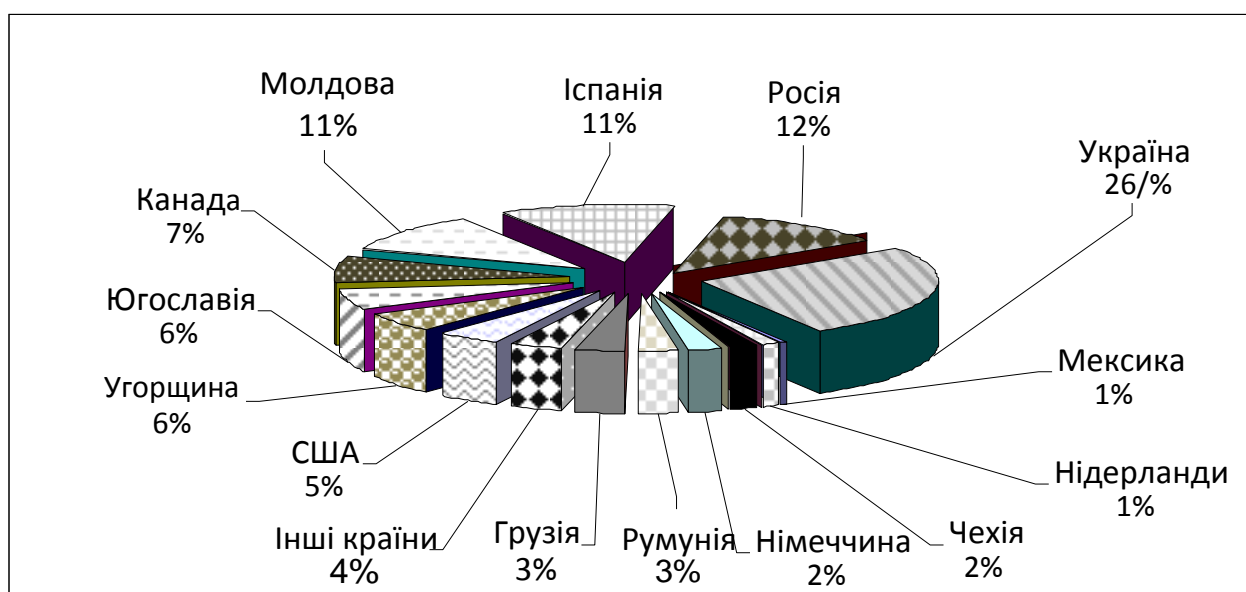 Молдова
11%
Іспанія
11%
Росія
12%
Україна
26/%
Канада
7%
Югославія
6%
Угорщина
6%
США
5%
Інші країни
4%
Грузія
3%
Румунія
3%
Німеччина
2%
Чехія
2%
Нідерланди
1%
Мексика
1%